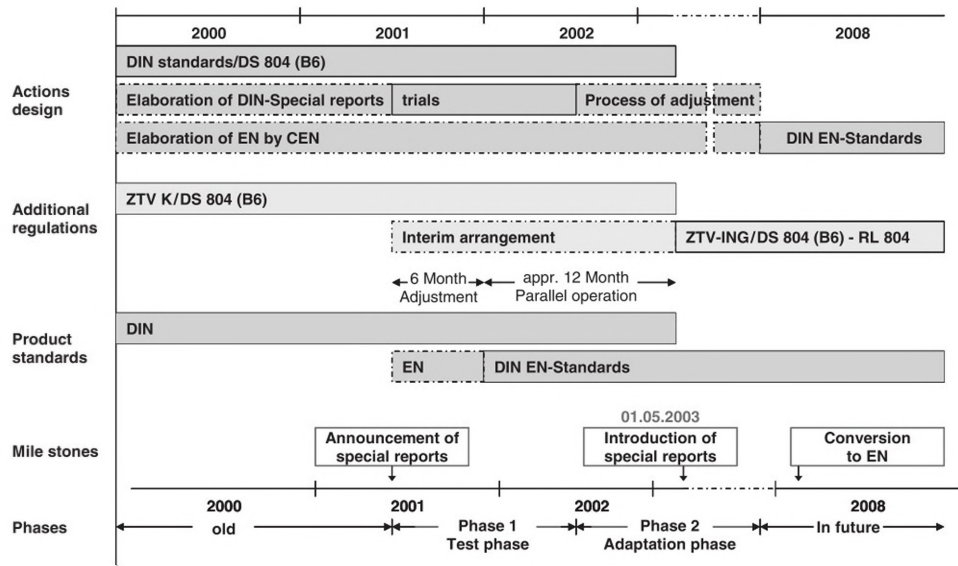 2000 2001 2002 2008
DIN standards/DS 804 (B6)
Actions
design
Elaboration of DIN-Special reports trials Process of adjustment
Elaboration of EN by CEN DIN EN-Standards
Additional
regulations
ZTV K/DS 804 (B6)
Interim arrangement ZTV-ING/DS 804 (B6) - RL 804
6 Month appr. 12 Month
Adjustment Parallel operation
Product
standards
DIN
EN DIN EN-Standards
01.05.2003
Mile stones
Announcement of
special reports
Introduction of
special reports
Conversion
to EN
2000 2001 2002 2008
Phases
old
Phase 1
Test phase
Phase 2
Adaptation phase
In future